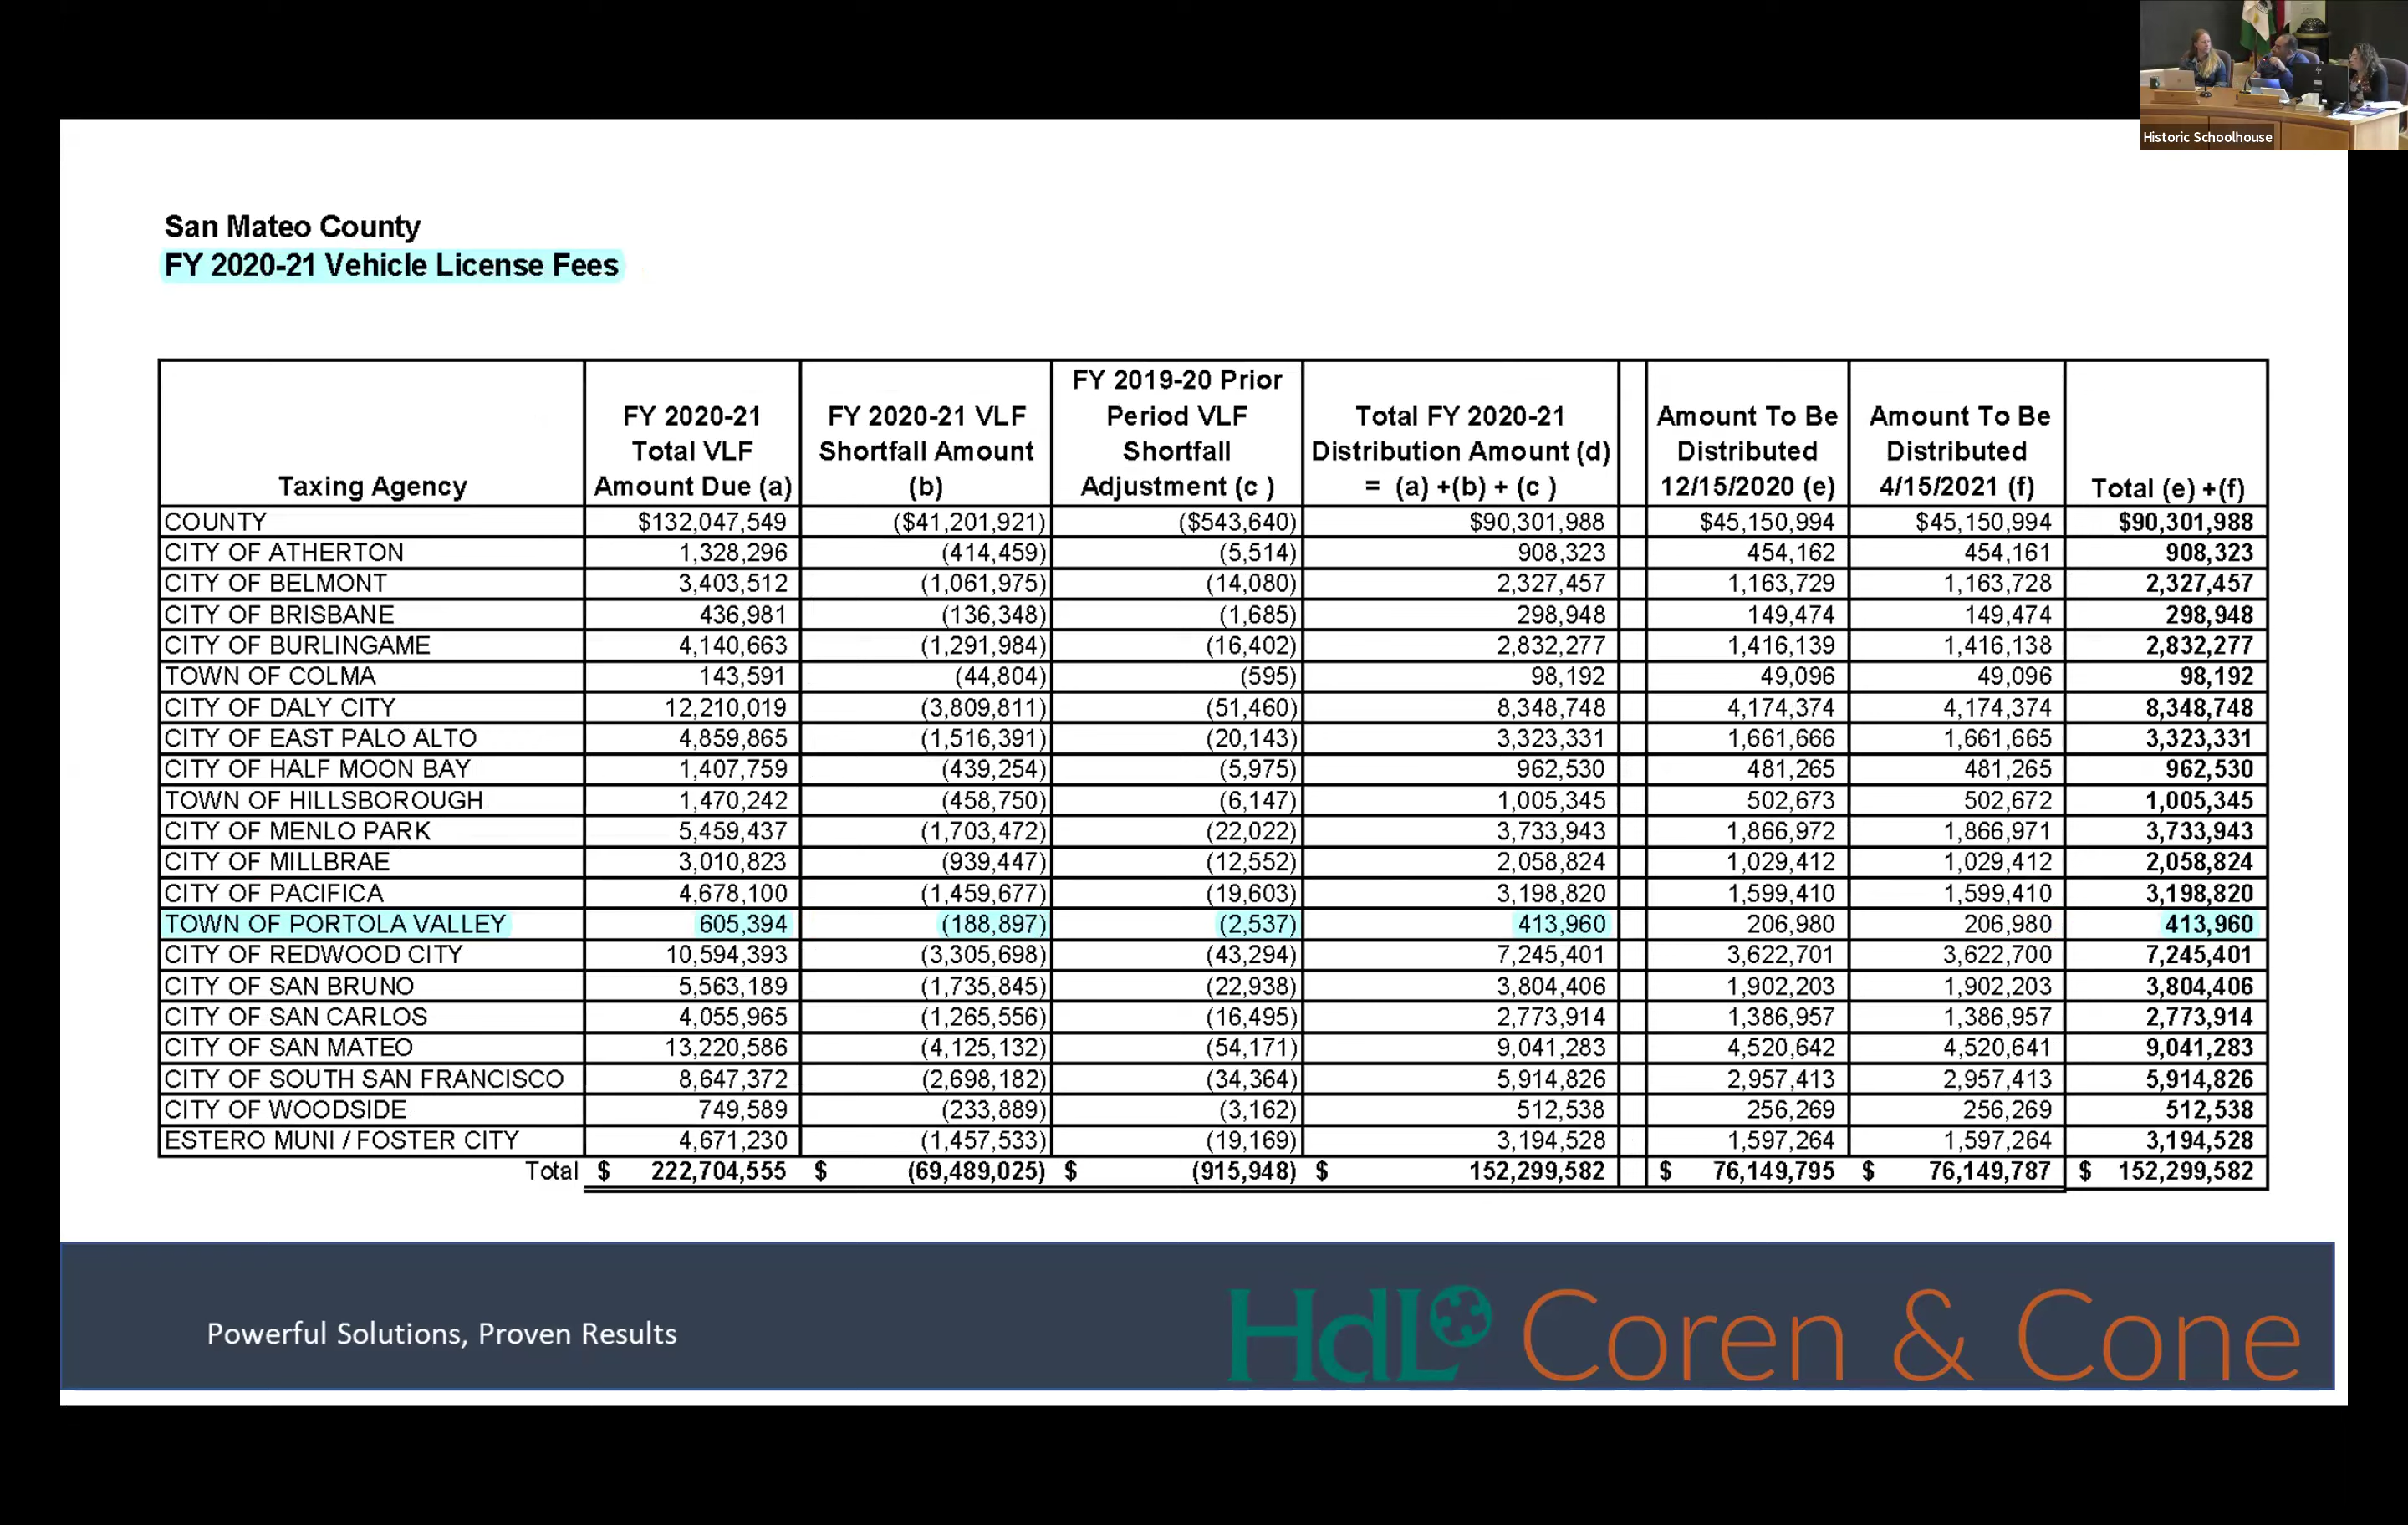 Historic Schoolhouse
San Mateo County
FY 2020-21 Vehicle License Fees
Taxing Agency FY 2020-21 Total VLF Amount Due (a) FY 2020-21 VLF Shortfall Amount (b) FY 2019-20 Prior Period VLF Shortfall Adjustment (c ) Total FY 2020-21 Distribution Amount (d) = (a) +(b) + (c ) Amount To Be Distributed 12/15/2020 (e) Amount To Be Distributed 4/15/2021 (f) Total (e) +(f)
COUNTY $132,047,549 ($41,201,921) ($543,640) $90,301,988 $45,150,994 $45,150,994 $90,301,988
CITY OF ATHERTON 1,328,296 (414,459) (5,514) 908,323 454,162 454,161 908,323
CITY OF BELMONT 3,403,512 (1,061,975) (14,080) 2,327,457 1,163,729 1,163,728 2,327,457
CITY OF BRISBANE 436,981 (136,348) (1,685) 298,948 149,474 149,474 298,948
CITY OF BURLINGAME 4,140,663 (1,291,984) (16,402) 2,832,277 1,416,139 1,416,138 2,832,277
TOWN OF COLMA 143,591 (44,804) (595) 98,192 49,096 49,096 98,192
CITY OF DALY CITY 12,210,019 (3,809,811) (51,460) 8,348,748 4,174,374 4,174,374 8,348,748
CITY OF EAST PALO ALTO 4,859,865 (1,516,391) (20,143) 3,323,331 1,661,666 1,661,665 3,323,331
CITY OF HALF MOON BAY 1,407,759 (439,254) (5,975) 962,530 481,265 481,265 962,530
TOWN OF HILLSBOROUGH 1,470,242 (458,750) (6,147) 1,005,345 502,673 502,672 1,005,345
CITY OF MENLO PARK 5,459,437 (1,703,472) (22,022) 3,733,943 1,866,972 1,866,971 3,733,943
CITY OF MILLBRAE 3,010,823 (939,447) (12,552) 2,058,824 1,029,412 1,029,412 2,058,824
CITY OF PACIFICA 4,678,100 (1,459,677) (19,603) 3,198,820 1,599,410 1,599,410 3,198,820
TOWN OF PORTOLA VALLEY 605,394 (188,897) (2,537) 413,960 206,980 206,980 413,960
CITY OF REDWOOD CITY 10,594,393 (3,305,698) (43,294) 7,245,401 3,622,701 3,622,700 7,245,401
CITY OF SAN BRUNO 5,563,189 (1,735,845) (22,938) 3,804,406 1,902,203 1,902,203 3,804,406
CITY OF SAN CARLOS 4,055,965 (1,265,556) (16,495) 2,773,914 1,386,957 1,386,957 2,773,914
CITY OF SAN MATEO 13,220,586 (4,125,132) (54,171) 9,041,283 4,520,642 4,520,641 9,041,283
CITY OF SOUTH SAN FRANCISCO 8,647,372 (2,698,182) (34,364) 5,914,826 2,957,413 2,957,413 5,914,826
CITY OF WOODSIDE 749,589 (233,889) (3,162) 512,538 256,269 256,269 512,538
ESTERO MUNI / FOSTER CITY 4,671,230 (1,457,533) (19,169) 3,194,528 1,597,264 1,597,264 3,194,528
Total $ 222,704,555 $ (69,489,025) $ (915,948) $ 152,299,582 $ 76,149,795 $ 76,149,787 $ 152,299,582
Powerful Solutions, Proven Results
HdL Coren & Cone